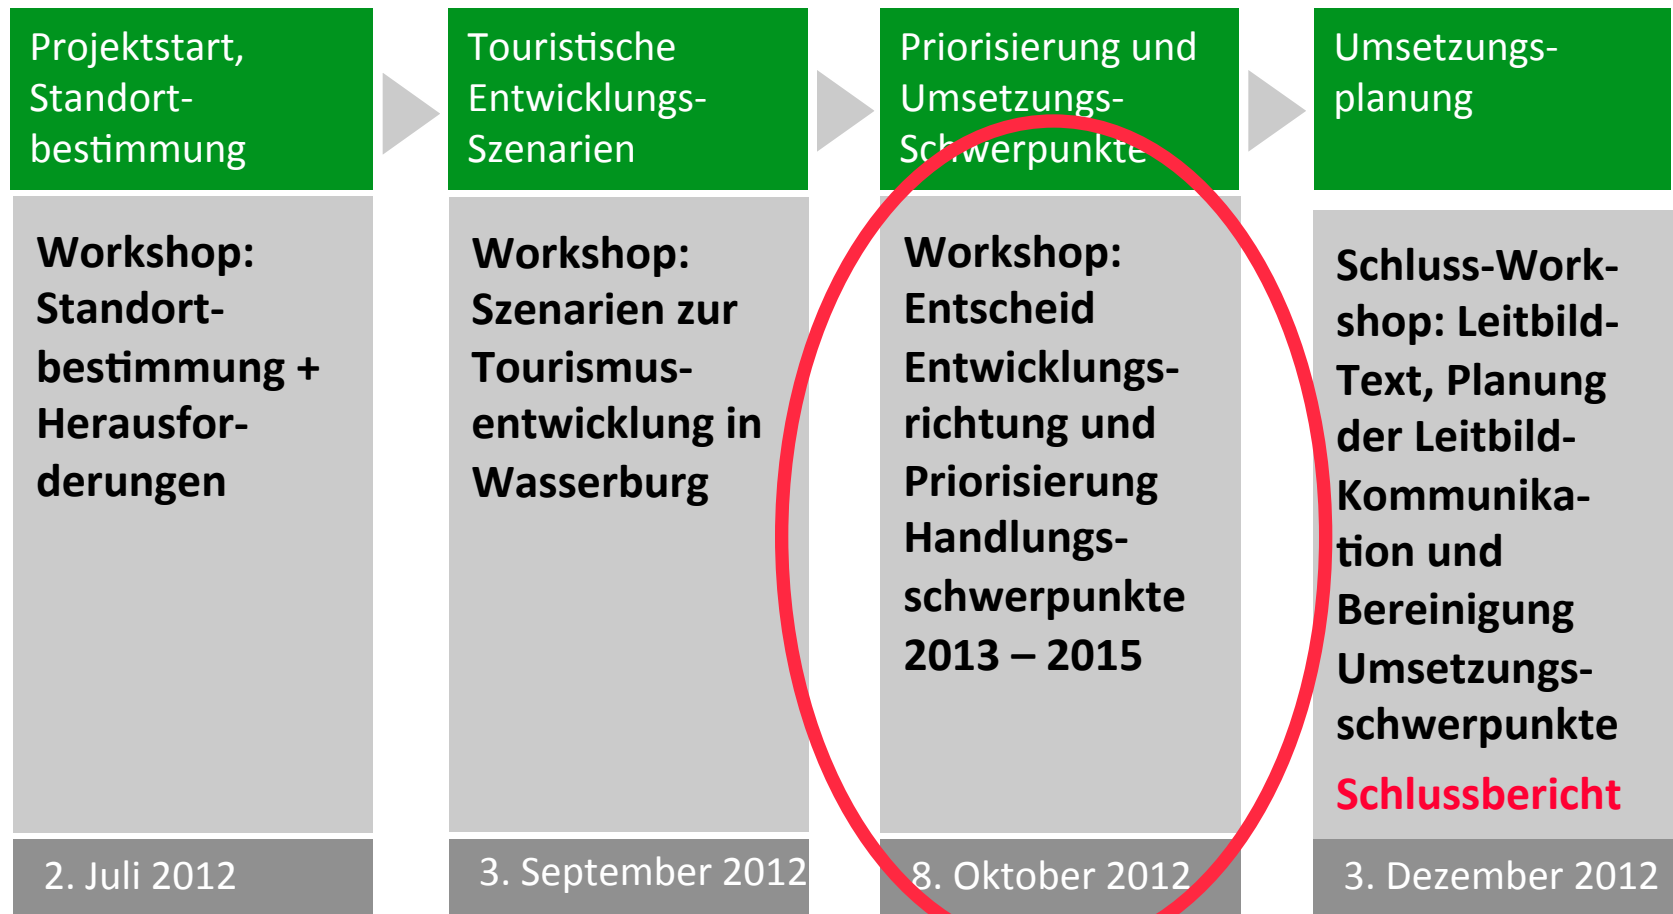 Projektstart,
Standort-
bestimmung
Touristische
Entwicklungs-
Szenarien
Priorisierung und
Umsetzungs-
Schwerpunkte
Umsetzungs-
planung
Workshop:
Standort-
bestimmung +
Herausfor-
derungen
Workshop:
Szenarien zur
Tourismus-
entwicklung in
Wasserburg
Workshop:
Entscheid
Entwicklungs-
richtung und
Priorisierung
Handlungs-
schwerpunkte
2013 – 2015
Schluss-Work-
shop: Leitbild-
Text, Planung
der Leitbild-
Kommunika-
tion und
Bereinigung
Umsetzungs-
schwerpunkte
Schlussbericht
2. Juli 2012
3. September 2012
8. Oktober 2012
3. Dezember 2012